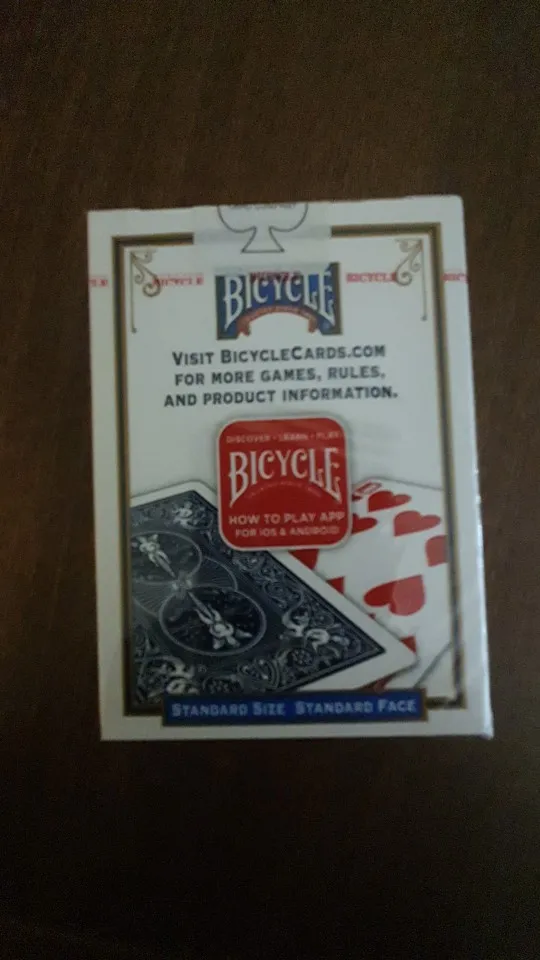 BICYCLE
BICYCLE
BICYCLE
VISIT BICYCLECARDS.COM
FOR MORE GAMES, RULES,
AND PRODUCT INFORMATION.
DISCOVER • LEARN • PLAY
BICYCLE
HOW TO PLAY APP
FOR IOS & ANDROID
STANDARD SIZE STANDARD FACE